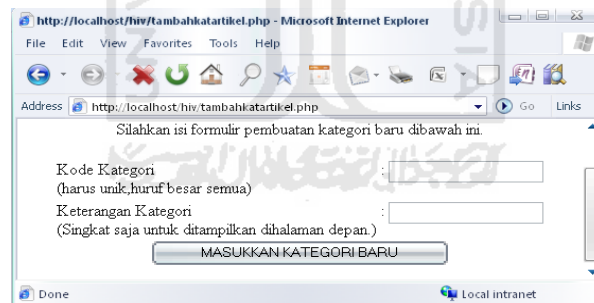 http://localhost/hiv/tambahkatartikel.php - Microsoft Internet Explorer
File Edit View Favorites Tools Help
Address http://localhost/hiv/tambahkatartikel.php Go Links
Silahkan isi formulir pembuatan kategori baru dibawah ini.
Kode Kategori :
(harus unik,huruf besar semua)
Keterangan Kategori :
(Singkat saja untuk ditampilkan dihalaman depan.)
MASUKKAN KATEGORI BARU
Done Local intranet